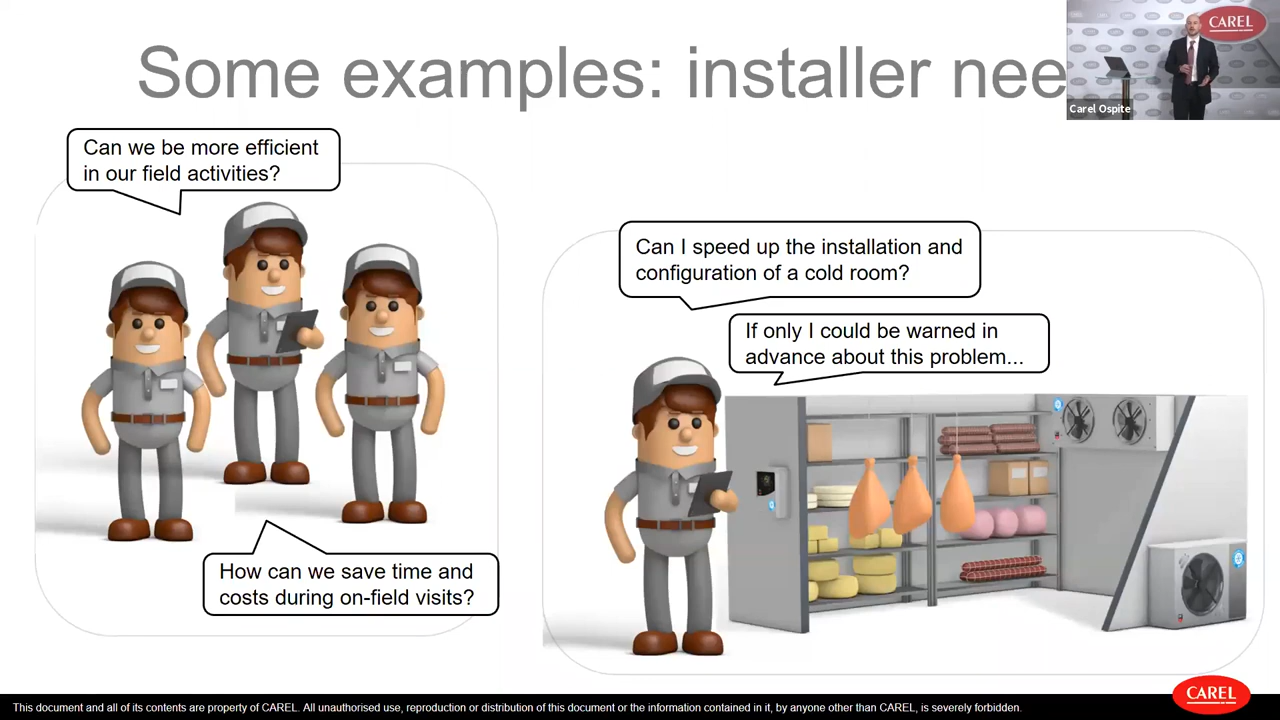 Some examples: installer nee
CAREL
Carel Ospite
Can we be more efficient
in our field activities?
Can I speed up the installation and
configuration of a cold room?
If only I could be warned in
advance about this problem...
How can we save time and
costs during on-field visits?
CAREL
This document and all of its contents are property of CAREL. All unauthorised use, reproduction or distribution of this document or the information contained in it, by anyone other than CAREL, is severely forbidden.